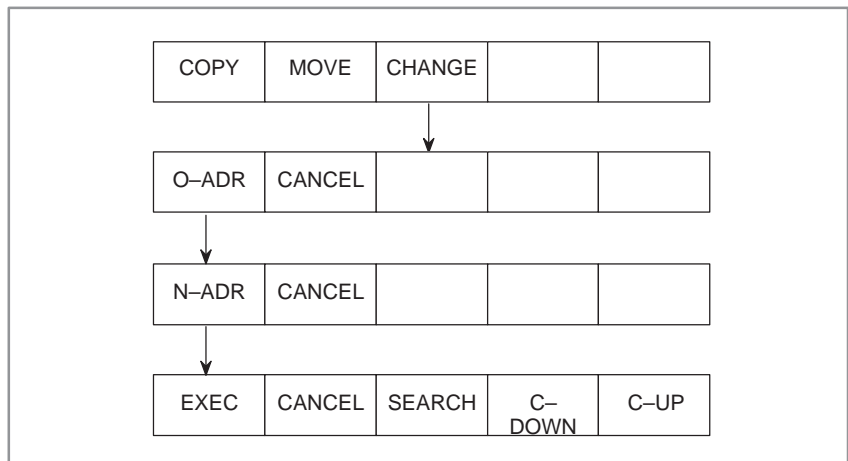 COPY MOVE CHANGE
O–ADR CANCEL
N–ADR CANCEL
EXEC CANCEL SEARCH C– C–UP
DOWN